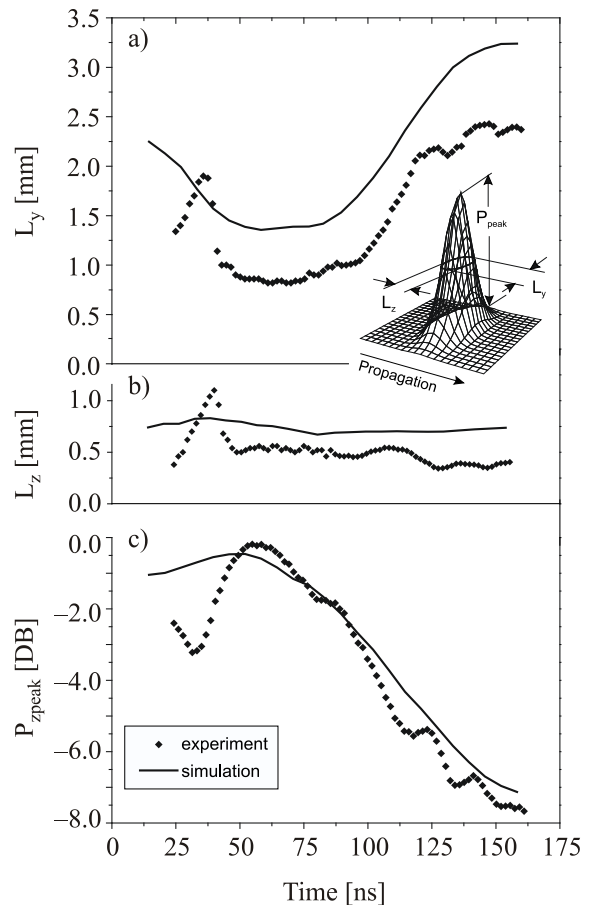 a)
3.5
3.0
2.5
2.0
1.5
1.0
0.5
0.0
L_y [mm]
P_peak
L_z
L_y
Propagation
b)
1.0
0.5
0.0
L_z [mm]
c)
0.0
−2.0
−4.0
−6.0
−8.0
P_zpeak [DB]
experiment
simulation
0 25 50 75 100 125 150 175
Time [ns]